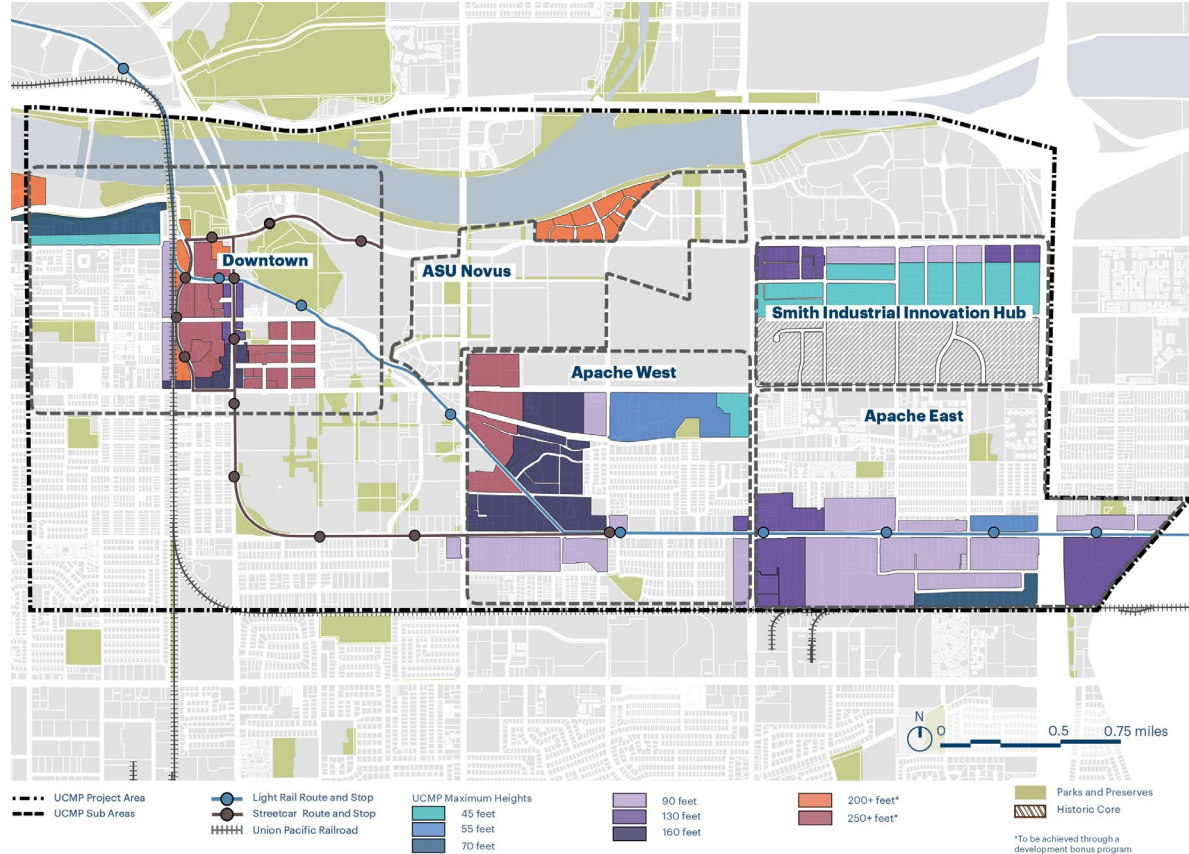 Downtown
ASU Novus
Smith Industrial Innovation Hub
Apache West
Apache East
N
0 0.5 0.75 miles
UCMP Project Area
UCMP Sub Areas
Light Rail Route and Stop
Streetcar Route and Stop
Union Pacific Railroad
UCMP Maximum Heights
45 feet
55 feet
70 feet
90 feet
130 feet
160 feet
200+ feet*
250+ feet*
Parks and Preserves
Historic Core
*To be achieved through a
development bonus program